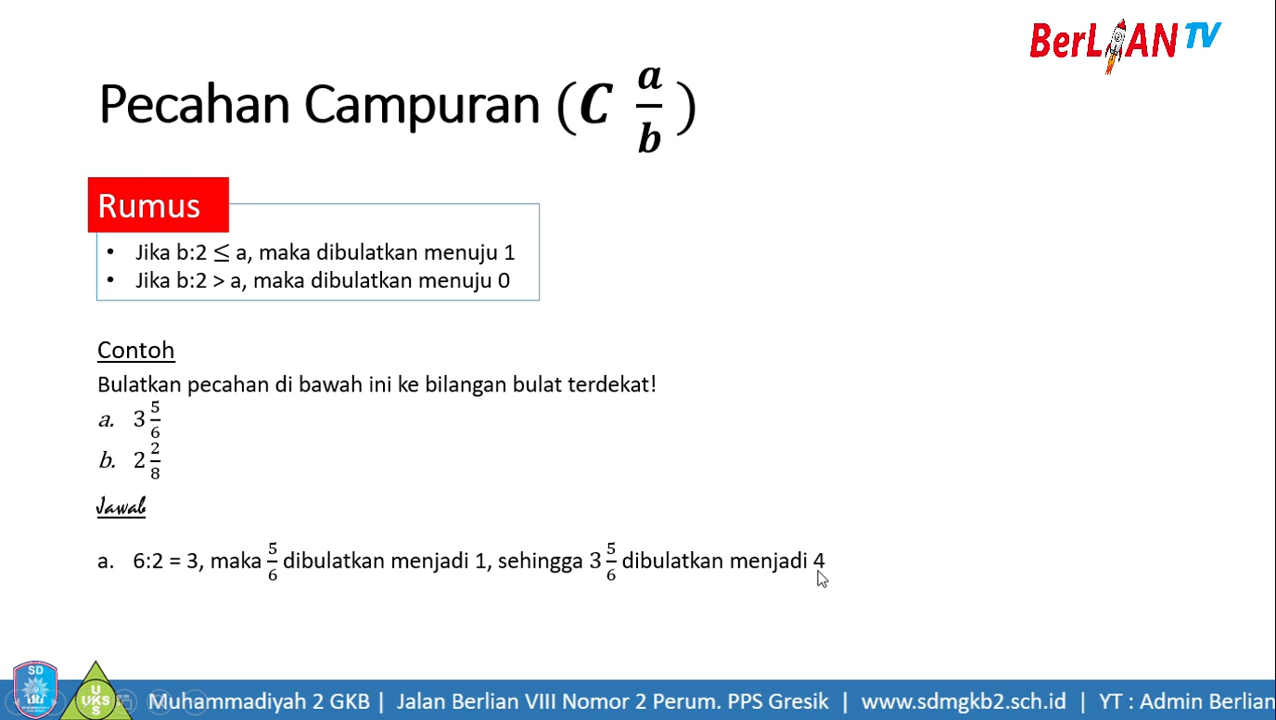 BerLIAN TV
Pecahan Campuran (C a/b)
Rumus
• Jika b:2 ≤ a, maka dibulatkan menuju 1
• Jika b:2 > a, maka dibulatkan menuju 0
Contoh
Bulatkan pecahan di bawah ini ke bilangan bulat terdekat!
a. 3 5/6
b. 2 2/8
Jawab
a. 6:2 = 3, maka 5/6 dibulatkan menjadi 1, sehingga 3 5/6 dibulatkan menjadi 4
SD
UKS
Muhammadiyah 2 GKB | Jalan Berlian VIII Nomor 2 Perum. PPS Gresik | www.sdmgkb2.sch.id | YT : Admin Berlian